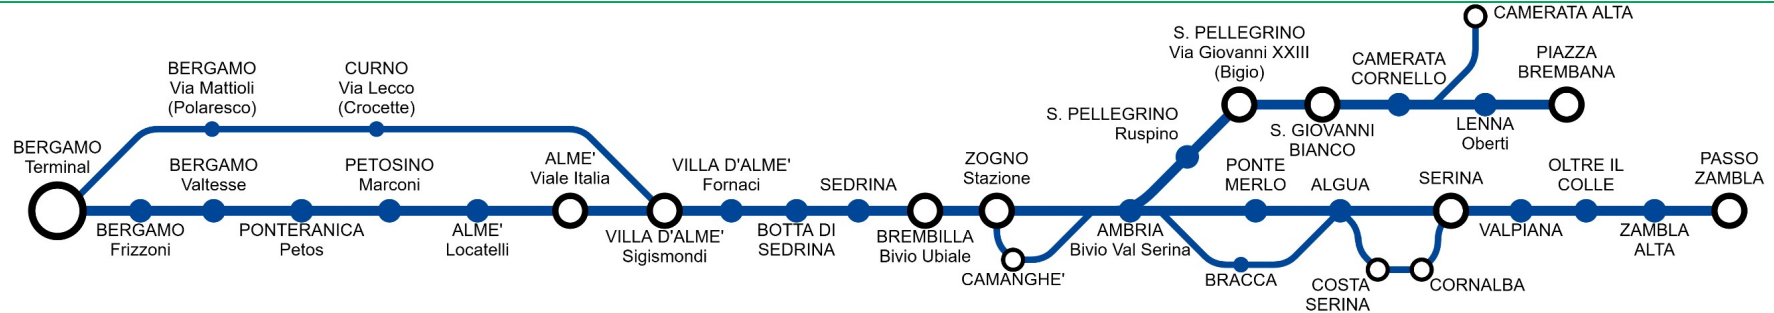 CAMERATA ALTA
S. PELLEGRINO
Via Giovanni XXIII
(Bigio)
PIAZZA
BREMBANA
CAMERATA
CORNELLO
BERGAMO
Via Mattioli
(Polaresco)
CURNO
Via Lecco
(Crocette)
S. PELLEGRINO
Ruspino
S. GIOVANNI
BIANCO
LENNA
Oberti
BERGAMO
Terminal
BERGAMO
Valtesse
PETOSINO
Marconi
ALME'
Viale Italia
VILLA D'ALME'
Fornaci
SEDRINA
ZOGNO
Stazione
PONTE
MERLO
ALGUA
SERINA
OLTRE IL
COLLE
PASSO
ZAMBLA
BERGAMO
Frizzoni
PONTERANICA
Petos
ALME'
Locatelli
VILLA D'ALME'
Sigismondi
BOTTA DI
SEDRINA
BREMBILLA
Bivio Ubiale
CAMANGHE'
AMBRIA
Bivio Val Serina
BRACCA
COSTA
SERINA
CORNALBA
VALPIANA
ZAMBLA
ALTA